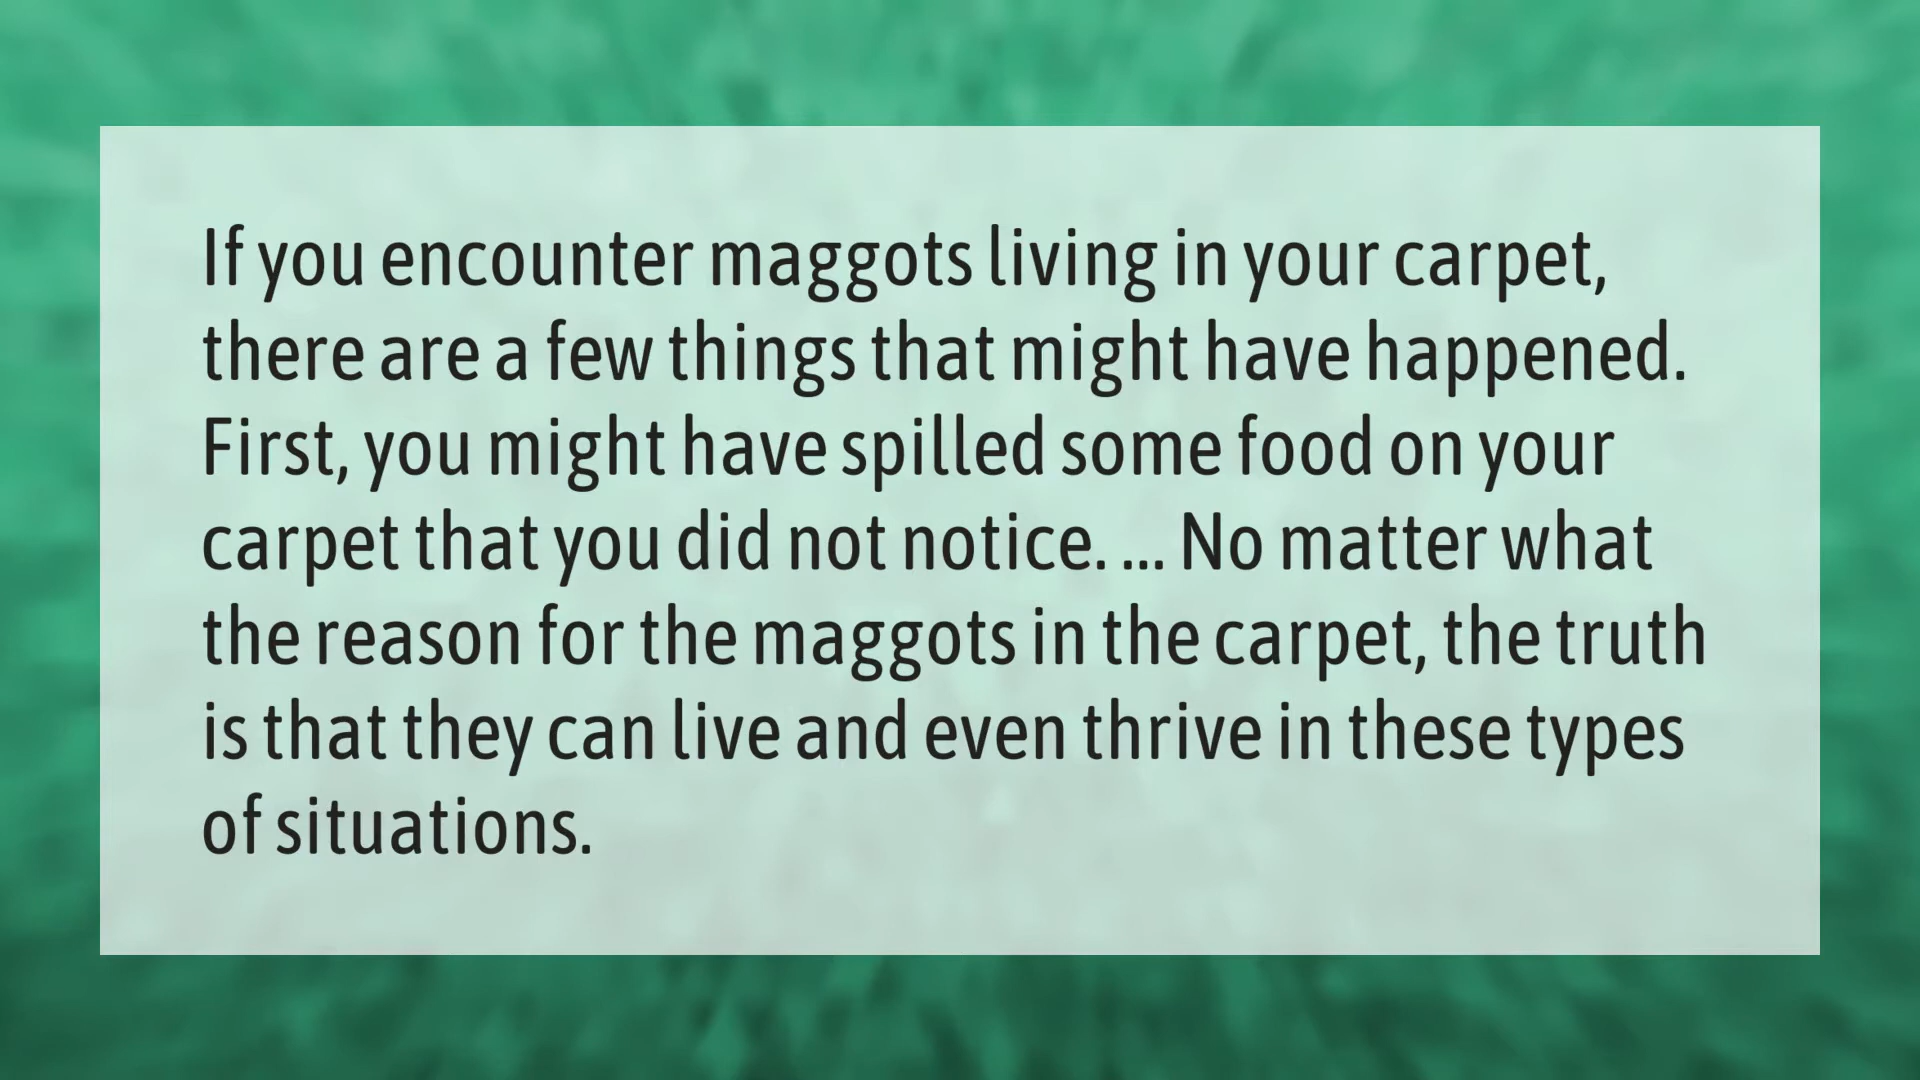 If you encounter maggots living in your carpet,
there are a few things that might have happened.
First, you might have spilled some food on your
carpet that you did not notice. ... No matter what
the reason for the maggots in the carpet, the truth
is that they can live and even thrive in these types
of situations.